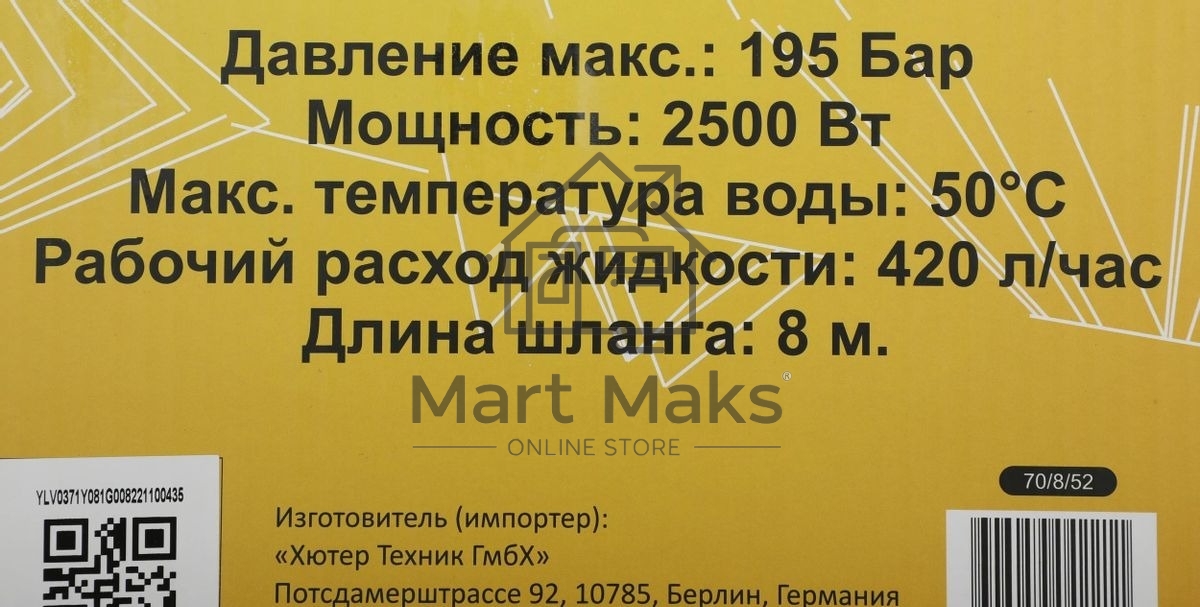 Давление макс.: 195 Бар
Мощность: 2500 Вт
Макс. температура воды: 50°С
Рабочий расход жидкости: 420 л/час
Длина шланга: 8 м.
Mart Maks®
ONLINE STORE
70/8/52
YLV0371Y081G008221100435
Изготовитель (импортер):
«Хютер Техник ГмбХ»
Потсдамерштрассе 92, 10785, Берлин, Германия